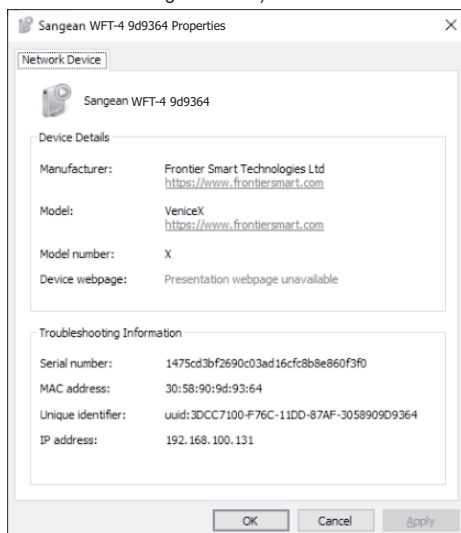 Sangean WFT-4 9d9364 Properties
Network Device
Sangean WFT-4 9d9364
Device Details
Manufacturer: Frontier Smart Technologies Ltd
https://www.frontiersmart.com
Model: VeniceX
https://www.frontiersmart.com
Model number: X
Device webpage: Presentation webpage unavailable
Troubleshooting Information
Serial number: 1475cd3bf2690c03ad16cfc8b8e860f3f0
MAC address: 30:58:90:9d:93:64
Unique identifier: uuid:3DCC7100-F76C-11DD-87AF-3058909D9364
IP address: 192.168.100.131
OK Cancel Apply